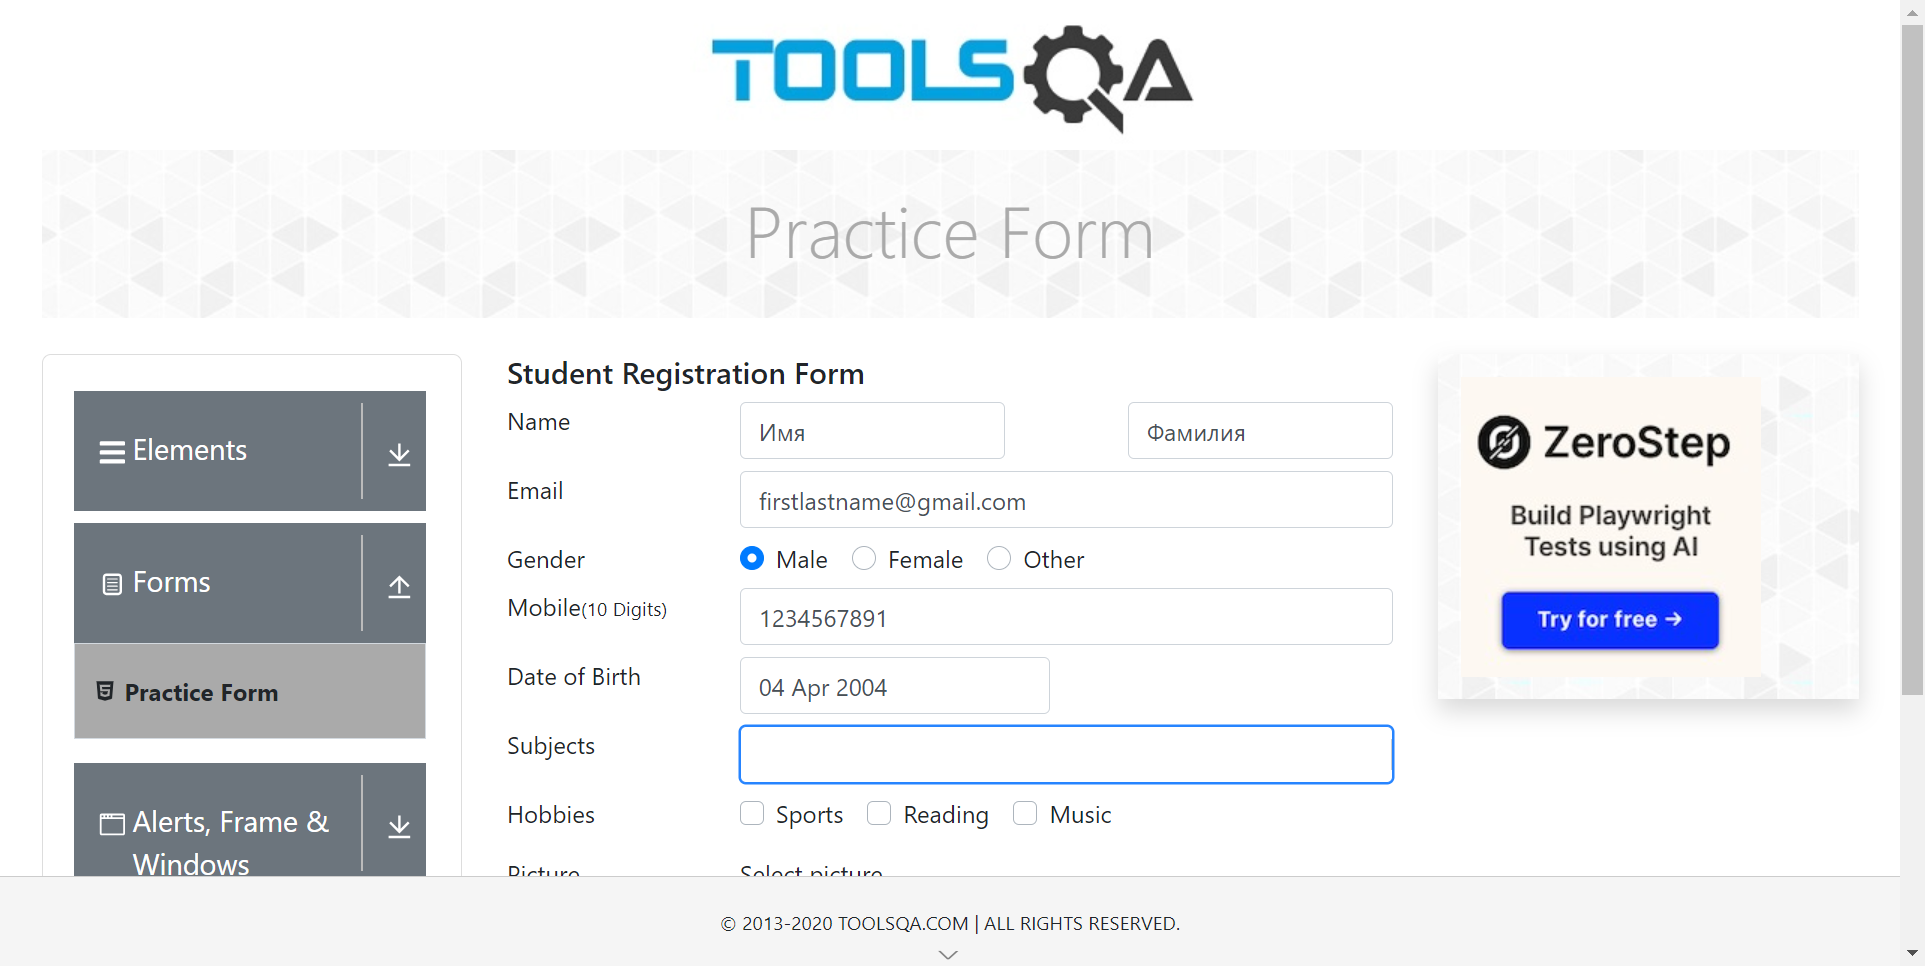 TOOLSQA
Practice Form
Elements
Forms
Practice Form
Alerts, Frame &
Windows
Student Registration Form
Name
Имя
Фамилия
Email
firstlastname@gmail.com
Gender
Male
Female
Other
Mobile(10 Digits)
1234567891
Date of Birth
04 Apr 2004
Subjects
Hobbies
Sports
Reading
Music
Picture
Select picture
ZeroStep
Build Playwright
Tests using AI
Try for free →
© 2013-2020 TOOLSQA.COM | ALL RIGHTS RESERVED.